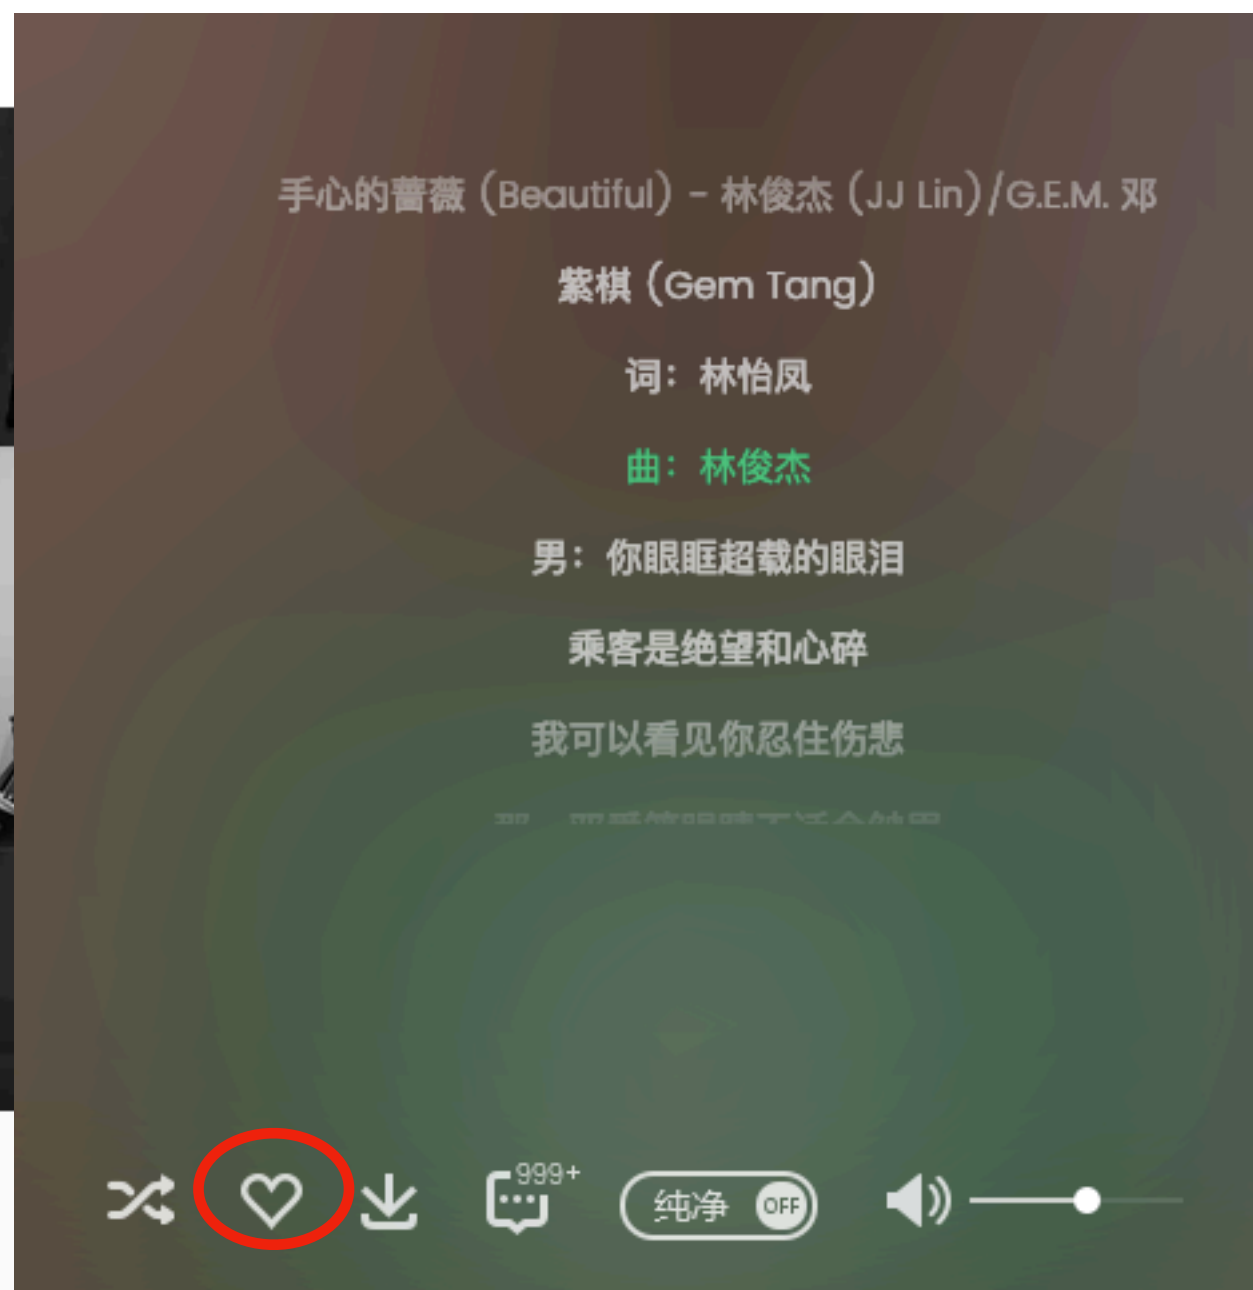 手心的蔷薇 (Beautiful) - 林俊杰 (JJ Lin)/G.E.M. 邓
紫棋 (Gem Tang)
词：林怡凤
曲：林俊杰
男：你眼眶超载的眼泪
乘客是绝望和心碎
我可以看见你忍住伤悲
999+
纯净 OFF